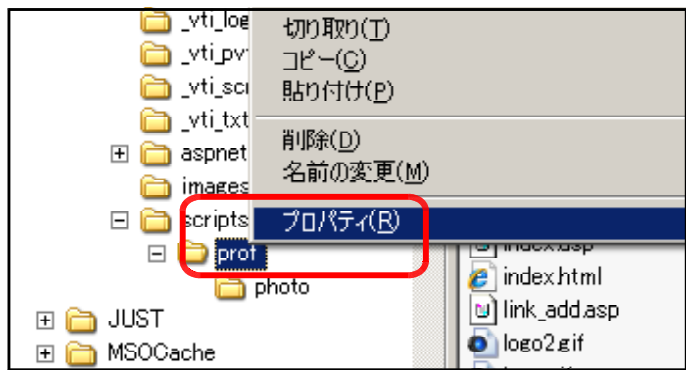 _vti_log
_vti_pv
_vti_scr
_vti_txt
aspnet
images
scripts
prof
photo
JUST
MSOCache
切り取り(T)
コピー(C)
貼り付け(P)
削除(D)
名前の変更(M)
プロパティ(R)
index.asp
index.html
link_add.asp
logo2.gif